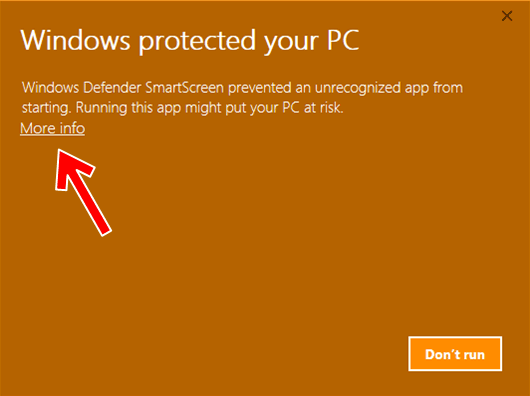 Windows protected your PC
Windows Defender SmartScreen prevented an unrecognized app from
starting. Running this app might put your PC at risk.
More info
Don't run